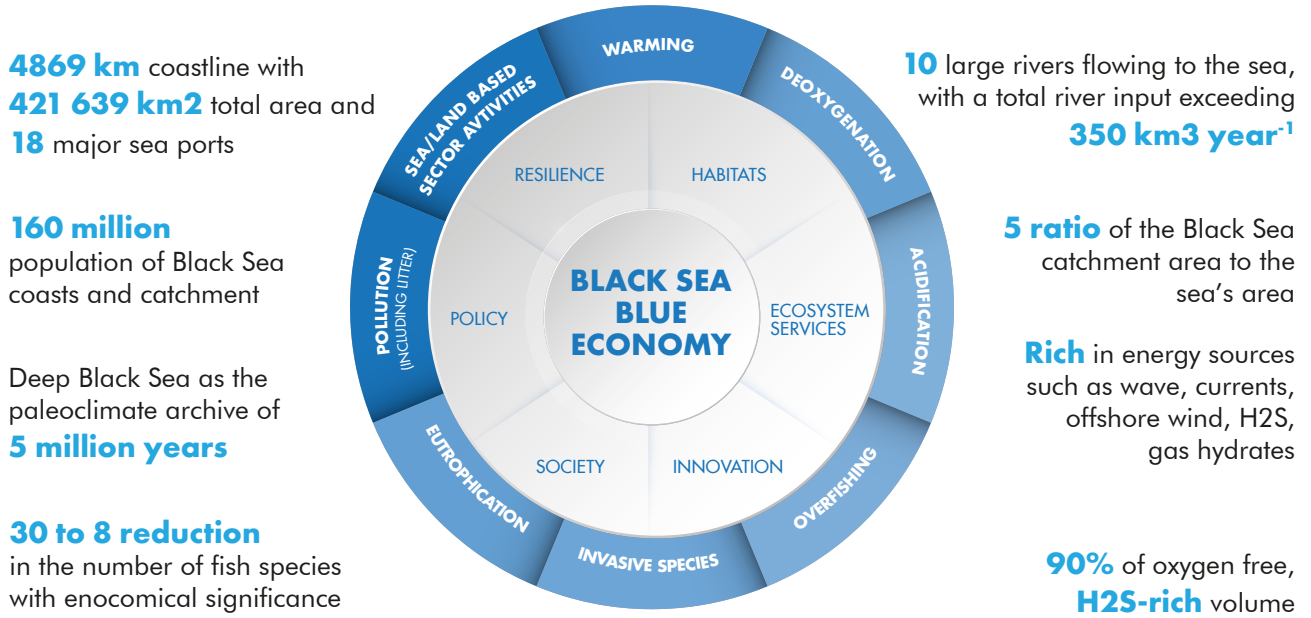 4869 km coastline with
421 639 km2 total area and
18 major sea ports
160 million
population of Black Sea
coasts and catchment
Deep Black Sea as the
paleoclimate archive of
5 million years
30 to 8 reduction
in the number of fish species
with enocomical significance
WARMING
DEOXYGENATION
ACIDIFICATION
OVERFISHING
INVASIVE SPECIES
EUTROPHICATION
POLLUTION
(INCLUDING LITTER)
SEA/LAND BASED
SECTOR AVTIVITIES
RESILIENCE
HABITATS
ECOSYSTEM
SERVICES
INNOVATION
SOCIETY
POLICY
BLACK SEA
BLUE
ECONOMY
10 large rivers flowing to the sea,
with a total river input exceeding
350 km3 year-1
5 ratio of the Black Sea
catchment area to the
sea's area
Rich in energy sources
such as wave, currents,
offshore wind, H2S,
gas hydrates
90% of oxygen free,
H2S-rich volume